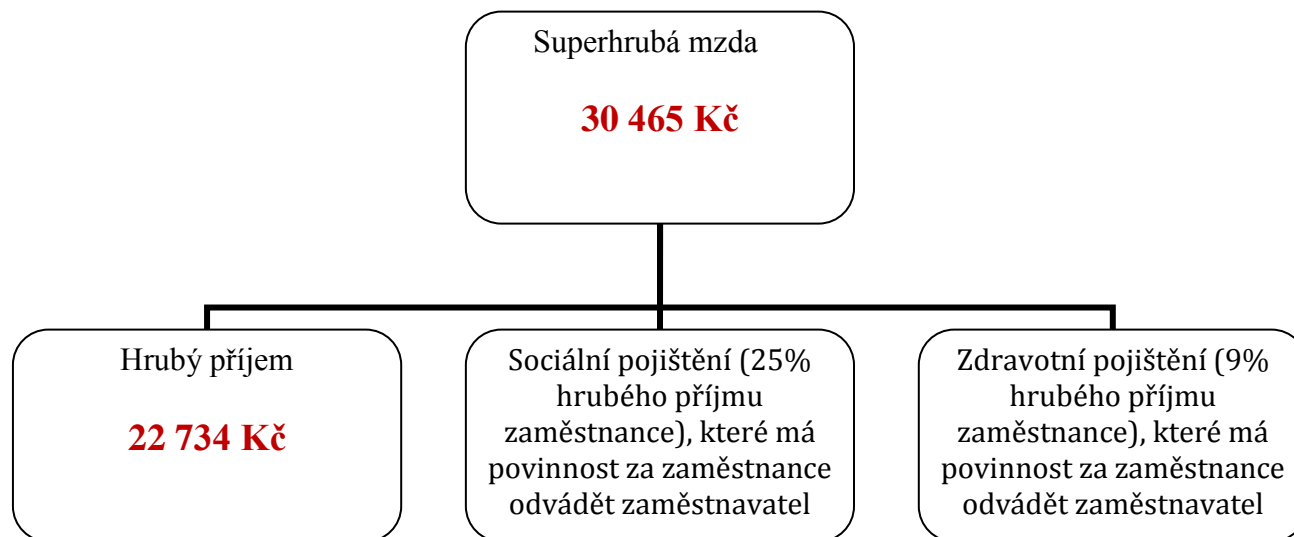 Superhrubá mzda
30 465 Kč
Hrubý příjem
22 734 Kč
Sociální pojištění (25%
hrubého příjmu
zaměstnance), které má
povinnost za zaměstnance
odvádět zaměstnavatel
Zdravotní pojištění (9%
hrubého příjmu
zaměstnance), které má
povinnost za zaměstnance
odvádět zaměstnavatel